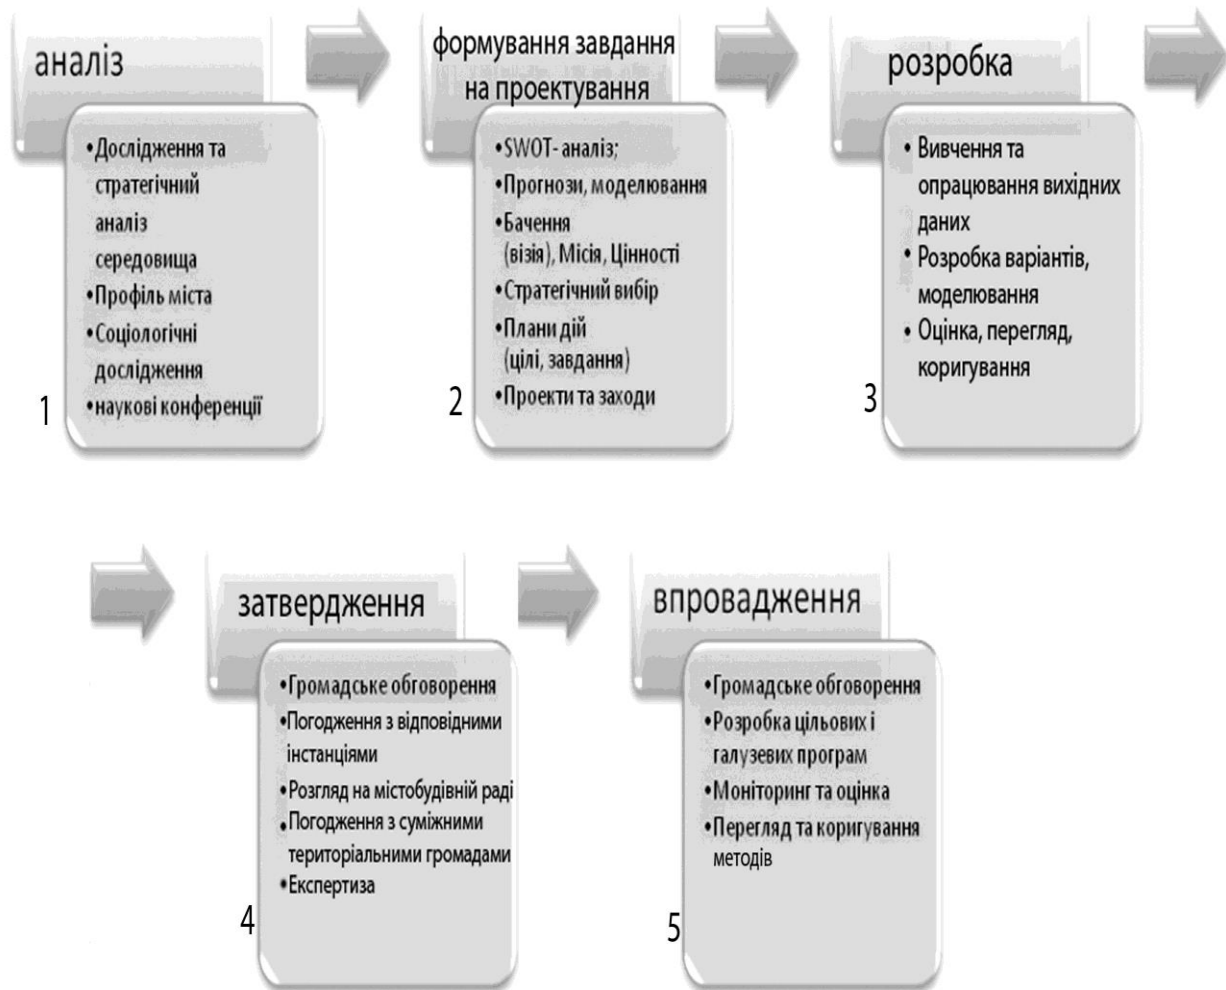 аналіз
•Дослідження та
стратегічний
аналіз
середовища
•Профіль міста
•Соціологічні
дослідження
•наукові конференції
1
формування завдання
на проектування
•SWOT- аналіз;
•Прогнози, моделювання
•Бачення
(візія), Місія, Цінності
•Стратегічний вибір
•Плани дій
(цілі, завдання)
•Проекти та заходи
2
розробка
• Вивчення та
опрацювання вихідних
даних
• Розробка варіантів,
моделювання
• Оцінка, перегляд,
коригування
3
затвердження
•Громадське обговорення
•Погодження з відповідними
інстанціями
•Розгляд на містобудівній раді
•Погодження з суміжними
територіальними громадами
•Експертиза
4
впровадження
•Громадське обговорення
•Розробка цільових і
галузевих програм
•Моніторинг та оцінка
•Перегляд та коригування
методів
5